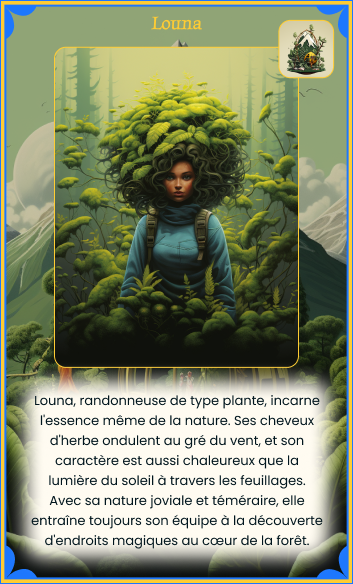 Louna
Louna, randonneuse de type plante, incarne
l'essence même de la nature. Ses cheveux
d'herbe ondulent au gré du vent, et son
caractère est aussi chaleureux que la
lumière du soleil à travers les feuillages.
Avec sa nature joviale et téméraire, elle
entraîne toujours son équipe à la découverte
d'endroits magiques au cœur de la forêt.